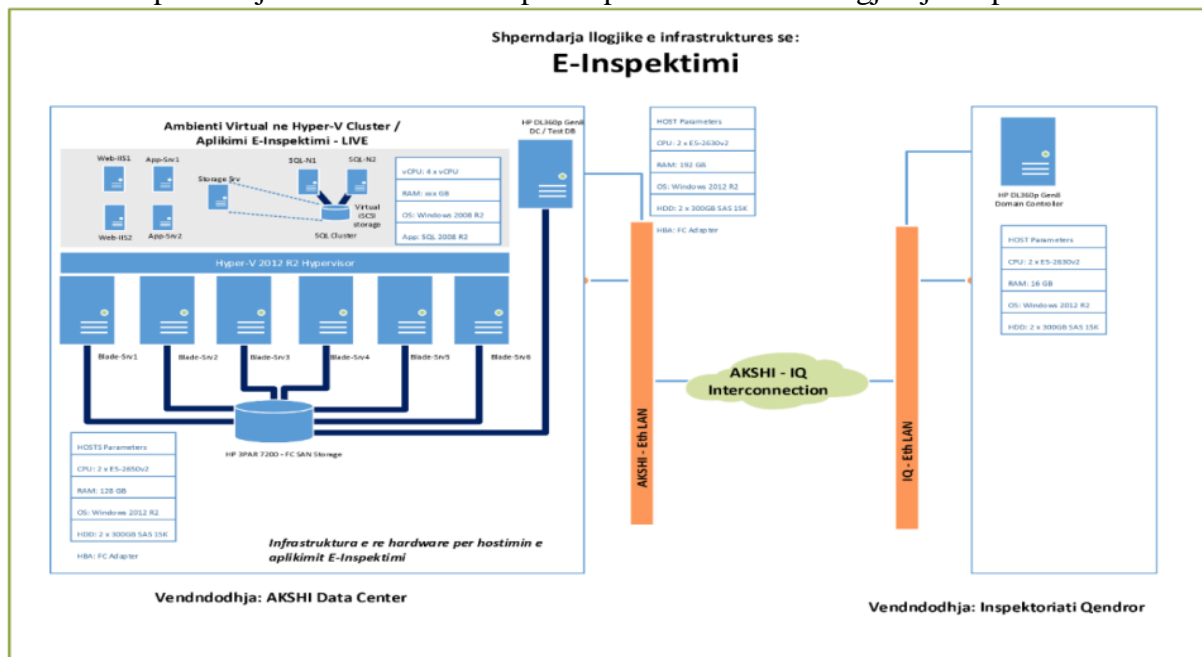 Shperndarja llogjike e infrastruktures se:
E-Inspektimi
Ambienti Virtual ne Hyper-V Cluster /
Aplikimi E-Inspektimi - LIVE
Web-IIS1
App-Srv1
Storage Srv
SQL-N1
SQL-N2
Web-IIS2
App-Srv2
Virtual
iSCSI
storage
SQL Cluster
vCPU: 4 x vCPU
RAM: xxx GB
OS: Windows 2008 R2
App: SQL 2008 R2
HP DL360p Gen8
DC / Test DB
Hyper-V 2012 R2 Hypervisor
Blade-Srv1
Blade-Srv2
Blade-Srv3
Blade-Srv4
Blade-Srv5
Blade-Srv6
HP 3PAR 7200 - FC SAN Storage
HOSTS Parameters
CPU: 2 x E5-2650v2
RAM: 128 GB
OS: Windows 2012 R2
HDD: 2 x 300GB SAS 15K
HBA: FC Adapter
Infrastruktura e re hardware per hostimin e
aplikimit E-Inspektimi
Vendndodhja: AKSHI Data Center
HOST Parameters
CPU: 2 x E5-2630v2
RAM: 192 GB
OS: Windows 2012 R2
HDD: 2 x 300GB SAS 15K
HBA: FC Adapter
AKSHI - Eth LAN
AKSHI - IQ
Interconnection
IQ - Eth LAN
HP DL360p Gen8
Domain Controller
HOST Parameters
CPU: 2 x E5-2630v2
RAM: 16 GB
OS: Windows 2012 R2
HDD: 2 x 300GB SAS 15K
Vendndodhja: Inspektoriati Qendror